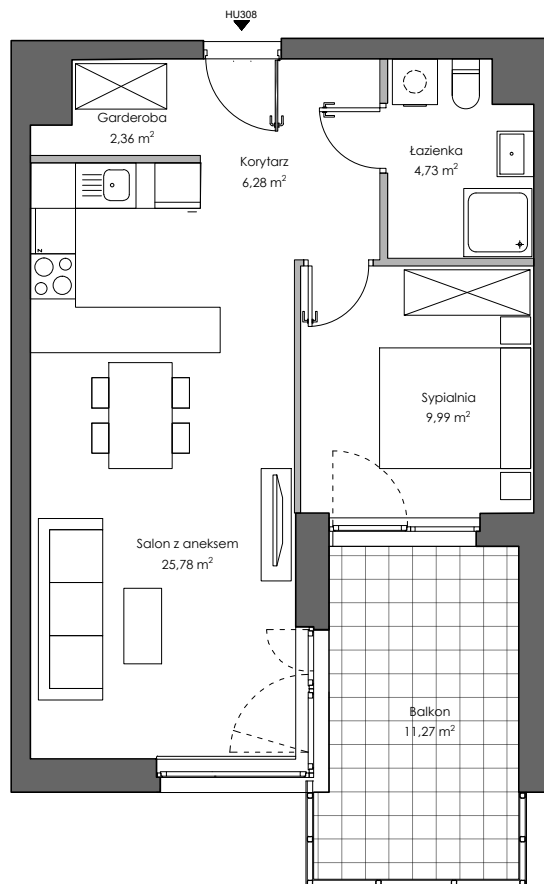 HU308
Garderoba
2,36 m²
Korytarz
6,28 m²
Łazienka
4,73 m²
Z
Sypialnia
9,99 m²
Salon z aneksem
25,78 m²
Balkon
11,27 m²